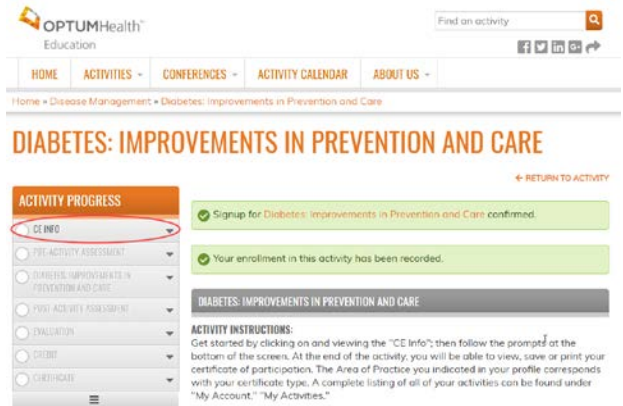 OPTUMHealth™
Education
Find an activity
HOME ACTIVITIES CONFERENCES ACTIVITY CALENDAR ABOUT US
Home » Disease Management » Diabetes: Improvements in Prevention and Care
DIABETES: IMPROVEMENTS IN PREVENTION AND CARE
← RETURN TO ACTIVITY
ACTIVITY PROGRESS
CE INFO
PRE-ACTIVITY ASSESSMENT
DIABETES: IMPROVEMENTS IN
PREVENTION AND CARE
POST-ACTIVITY ASSESSMENT
EVALUATION
CREDIT
CERTIFICATE
Signup for Diabetes: Improvements in Prevention and Care confirmed.
Your enrollment in this activity has been recorded.
DIABETES: IMPROVEMENTS IN PREVENTION AND CARE
ACTIVITY INSTRUCTIONS:
Get started by clicking on and viewing the "CE Info"; then follow the prompts at the
bottom of the screen. At the end of the activity, you will be able to view, save or print your
certificate of participation. The Area of Practice you indicated in your profile corresponds
with your certificate type. A complete listing of all of your activities can be found under
"My Account." "My Activities."